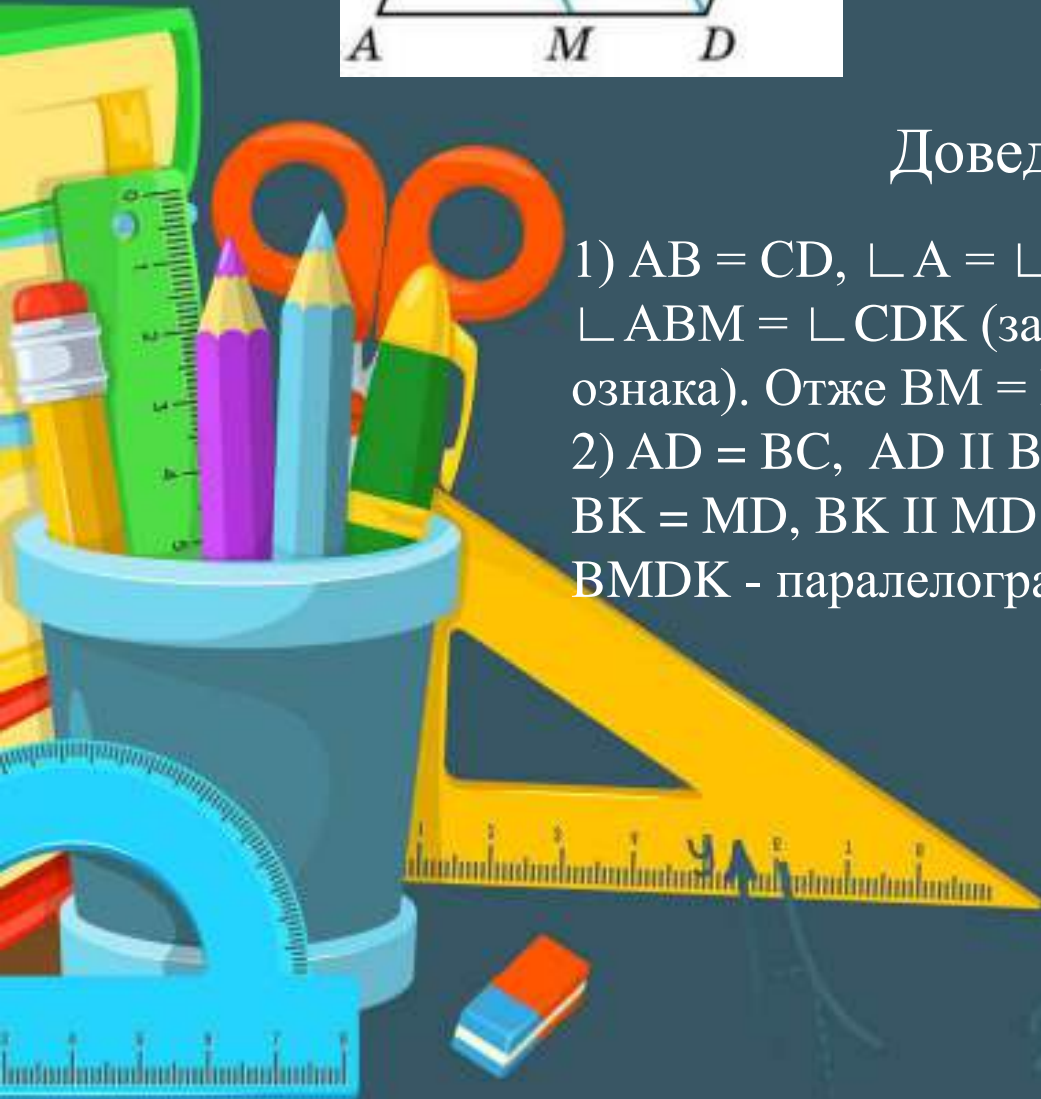 A M D
Довед
1) AB = CD, ∟A = ∟
∟ABM = ∟CDK (за
ознака). Отже BM =
2) AD = BC, AD II B
BK = MD, BK II MD
BMDK - паралелогра